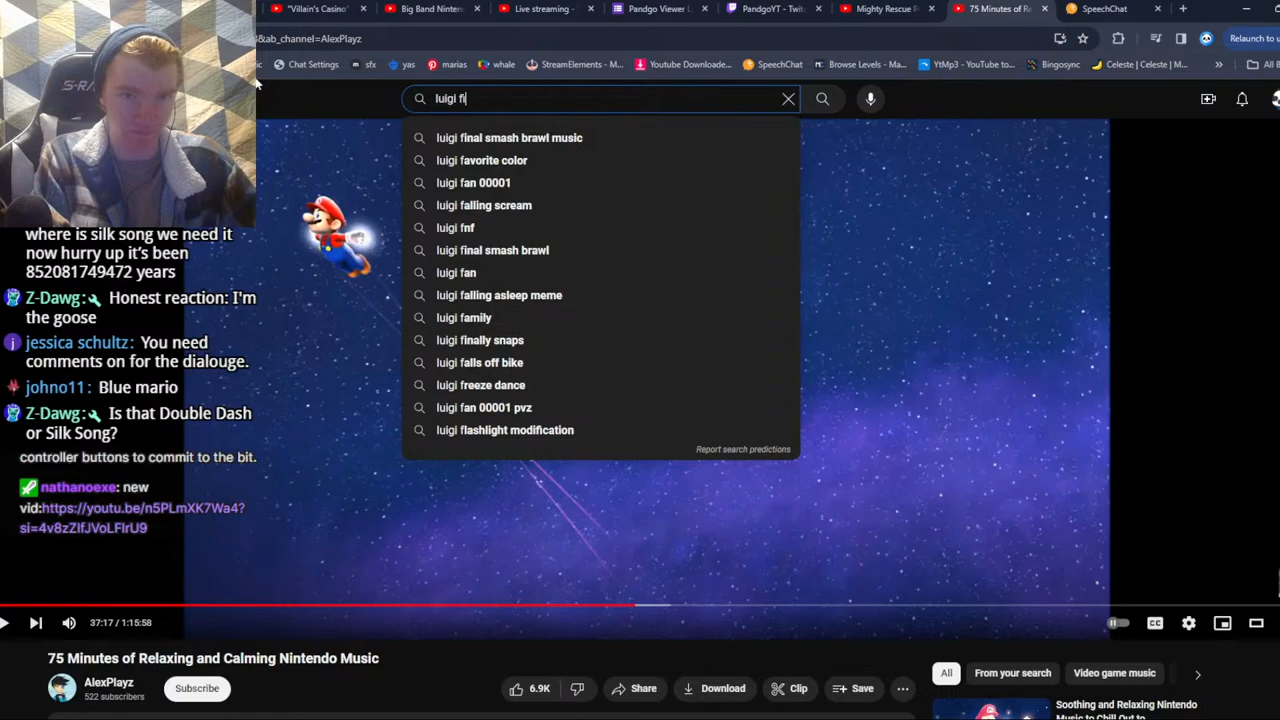 "Villain's Casino"
Big Band Ninten
Live streaming -
Pandgo Viewer L
PandgoYT - Twitc
Mighty Rescue P
75 Minutes of Re
SpeechChat
&ab_channel=AlexPlayz
Relaunch to u
Chat Settings
sfx
yas
marias
whale
StreamElements - M...
Youtube Downloade...
SpeechChat
Browse Levels - Ma...
YtMp - YouTube to...
Bingosync
Celeste | Celeste | M...
»
All B
luigi fi
luigi final smash brawl music
luigi favorite color
luigi fan 00001
luigi falling scream
luigi fnf
luigi final smash brawl
luigi fan
luigi falling asleep meme
luigi family
luigi finally snaps
luigi falls off bike
luigi freeze dance
luigi fan 00001 pvz
luigi flashlight modification
Report search predictions
where is silk song we need it
now hurry up it's been
852081749472 years
Z-Dawg: Honest reaction: I'm
the goose
jessica schultz: You need
comments on for the dialouge.
johno11: Blue mario
Z-Dawg: Is that Double Dash
or Silk Song?
controller buttons to commit to the bit.
nathanoexe: new
vid:https://youtu.be/n5PLmXK7Wa4?
37:17 / 1:15:58
CC
75 Minutes of Relaxing and Calming Nintendo Music
AlexPlayz
522 subscribers
Subscribe
6.9K
Share
Download
Clip
Save
All
From your search
Video game music
Soothing and Relaxing Nintendo
Music to Chill Out to